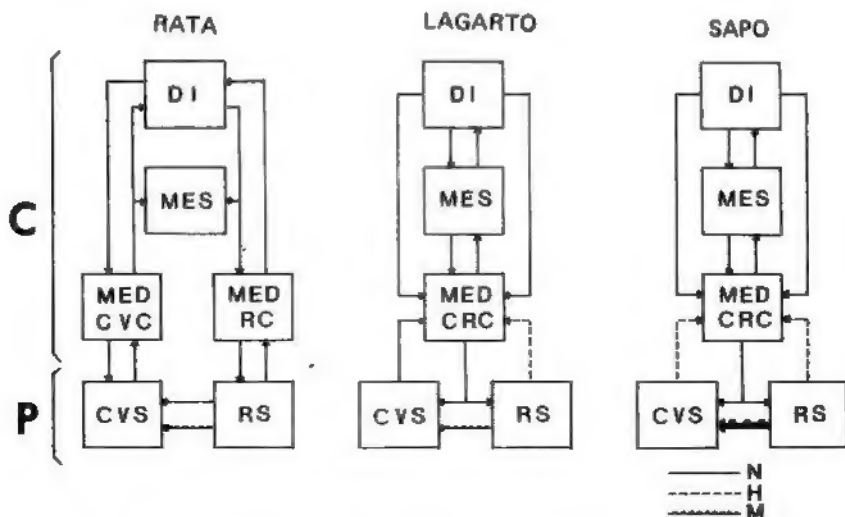 RATA LAGARTO SAPO
C
DI DI DI
MES MES MES
MED CVC MED RC MED CRC MED CRC
P
CVS RS CVS RS CVS RS
N
H
M